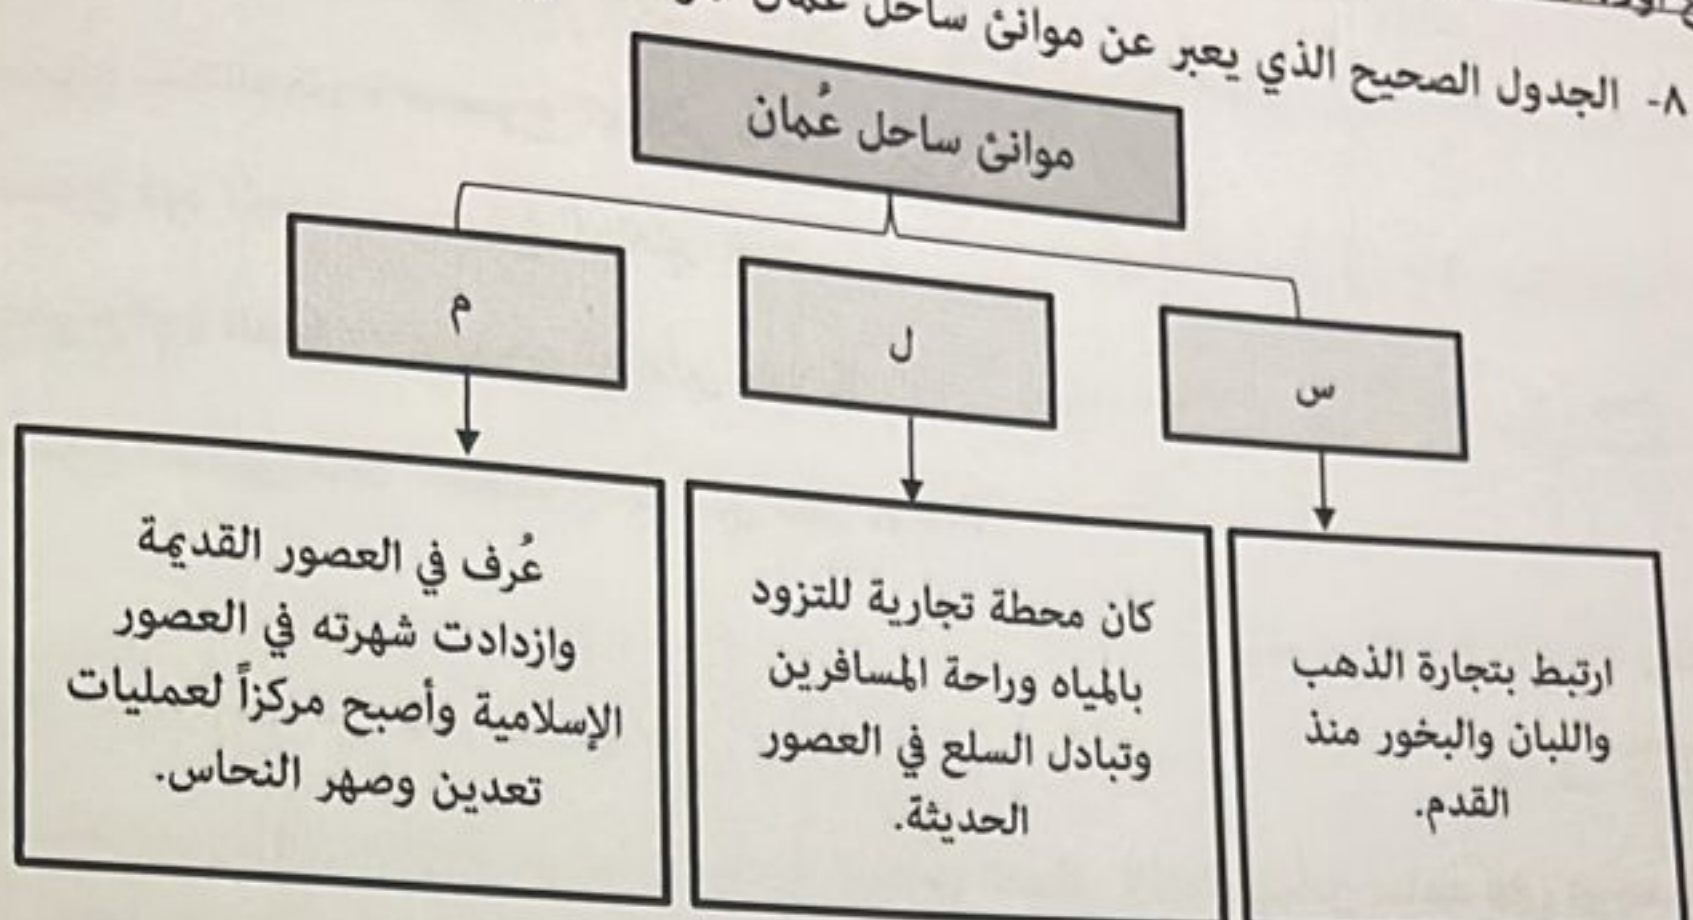 ٨- الجدول الصحيح الذي يعبر عن موانئ ساحل عُمان
موانئ ساحل عُمان
س
ل
م
ارتبط بتجارة الذهب
واللبان والبخور منذ
القدم.
كان محطة تجارية للتزود
بالمياه وراحة المسافرين
وتبادل السلع في العصور
الحديثة.
عُرف في العصور القديمة
وازدادت شهرته في العصور
الإسلامية وأصبح مركزاً لعمليات
تعدين وصهر النحاس.